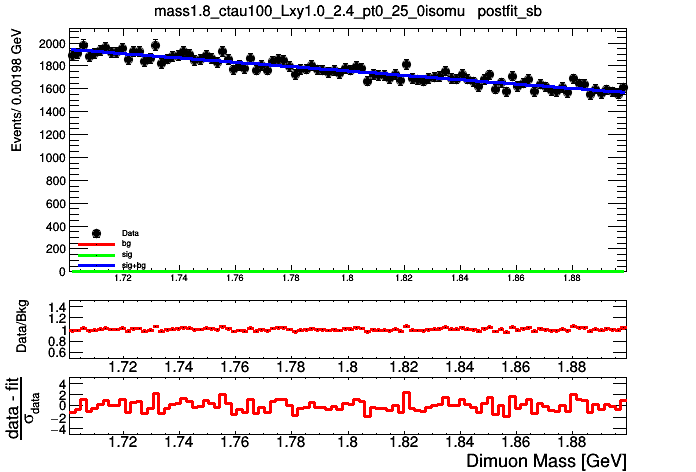 mass1.8_ctau100_Lxy1.0_2.4_pt0_25_0isomu postfit_sb
Events/ 0.00198 GeV
2000
1800
1600
1400
1200
1000
800
600
400
200
0
Data
bg
sig
sig+bg
1.72 1.74 1.76 1.78 1.8 1.82 1.84 1.86 1.88
Data/Bkg
1.4
1.2
1
0.8
0.6
1.72 1.74 1.76 1.78 1.8 1.82 1.84 1.86 1.88
data - fit
σdata
4
2
0
−2
−4
1.72 1.74 1.76 1.78 1.8 1.82 1.84 1.86 1.88
Dimuon Mass [GeV]